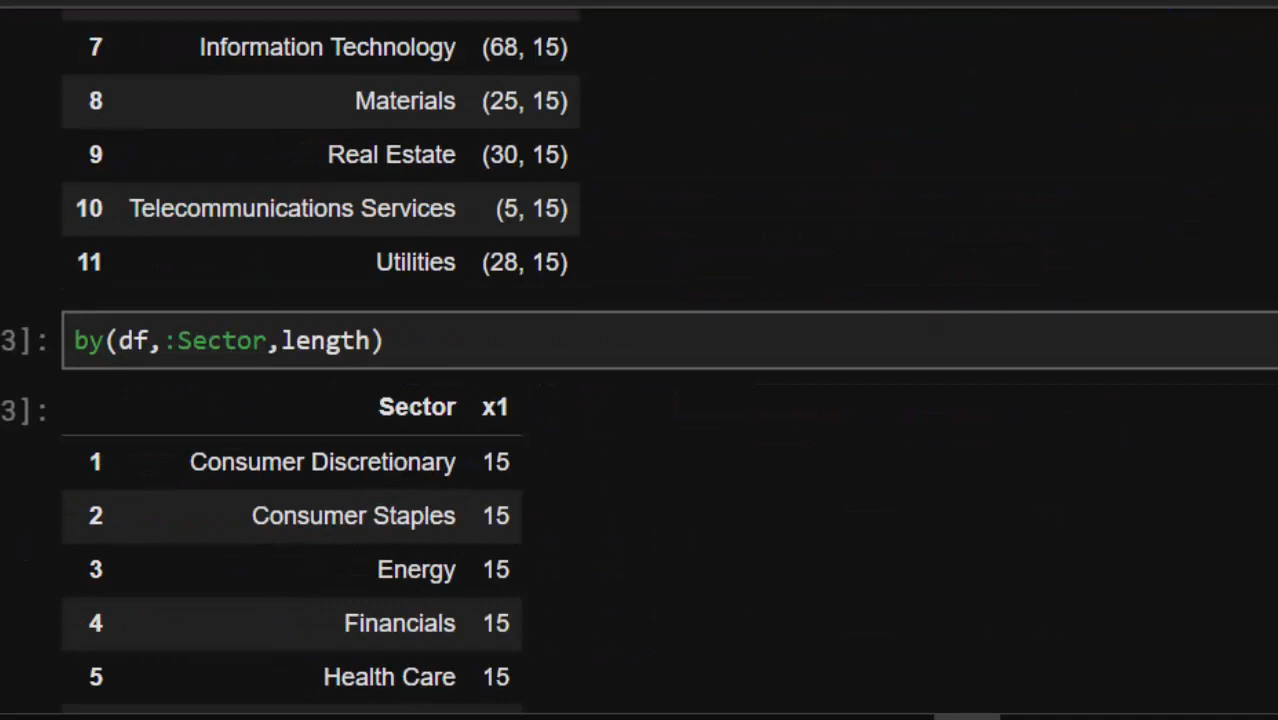 7 Information Technology (68, 15)
8 Materials (25, 15)
9 Real Estate (30, 15)
10 Telecommunications Services (5, 15)
11 Utilities (28, 15)
3]: by(df,:Sector,length)
3]: Sector x1
1 Consumer Discretionary 15
2 Consumer Staples 15
3 Energy 15
4 Financials 15
5 Health Care 15